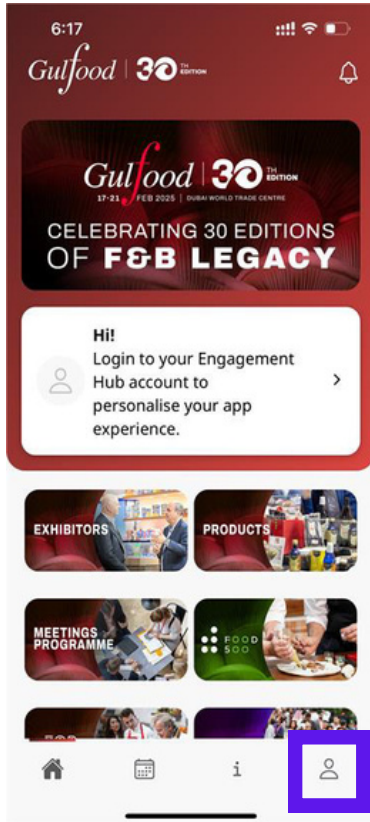 6:17
Gulfood | 30 TH EDITION
Gulfood | 30 TH EDITION
17-21 FEB 2025 | DUBAI WORLD TRADE CENTRE
CELEBRATING 30 EDITIONS
OF F&B LEGACY
Hi!
Login to your Engagement
Hub account to
personalise your app
experience.
EXHIBITORS
PRODUCTS
MEETINGS
PROGRAMME
FOOD
500